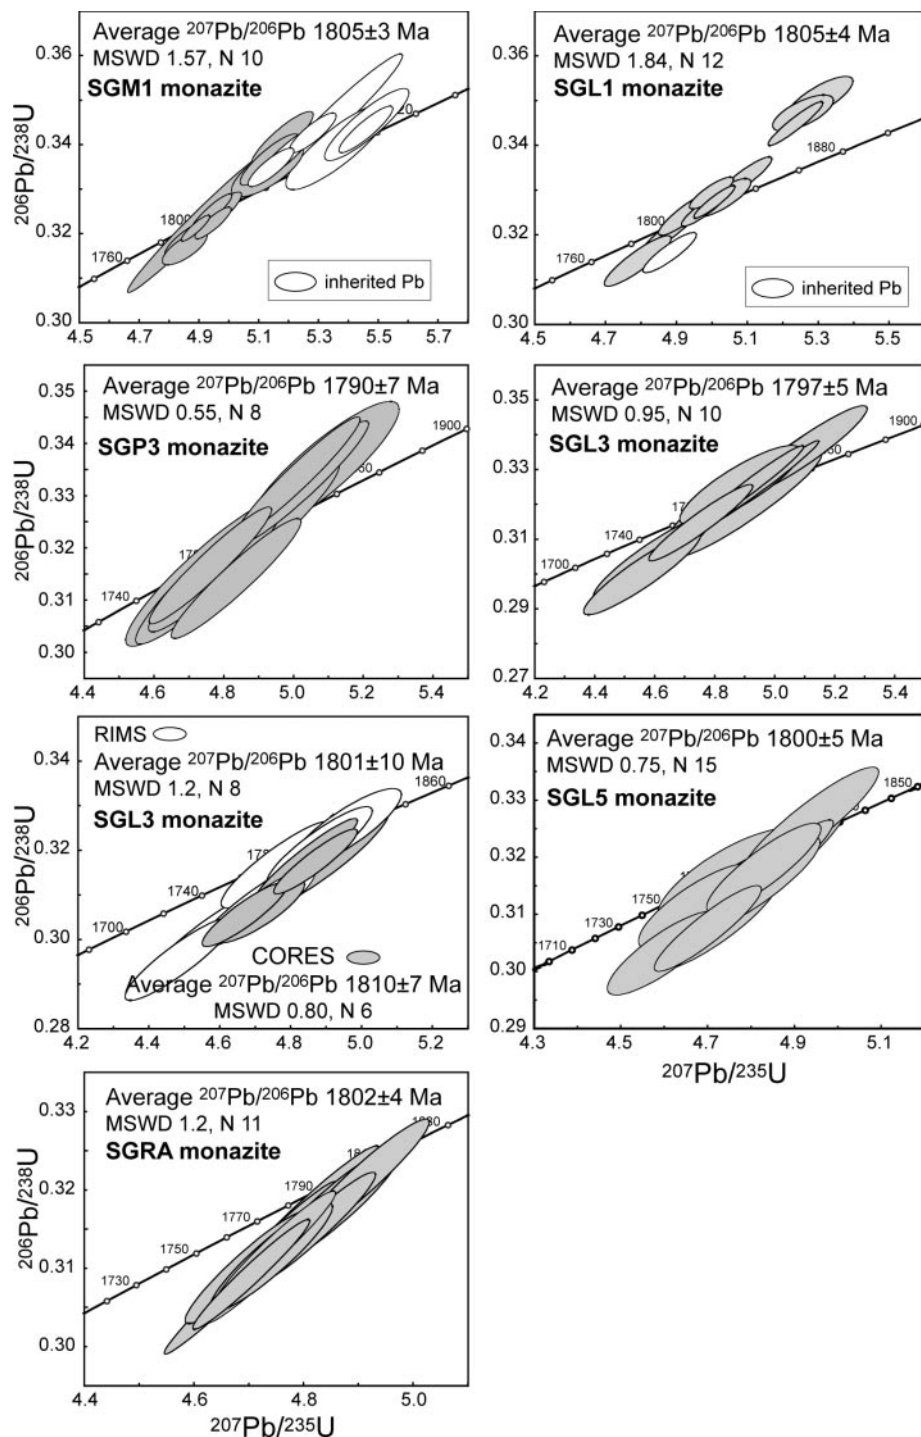 Average ²⁰⁷Pb/²⁰⁶Pb 1805±3 Ma
MSWD 1.57, N 10
SGM1 monazite
0.36
0.34
0.32
0.30
²⁰⁶Pb/²³⁸U
1760
1800
20
inherited Pb
4.5 4.7 4.9 5.1 5.3 5.5 5.7
Average ²⁰⁷Pb/²⁰⁶Pb 1805±4 Ma
MSWD 1.84, N 12
SGL1 monazite
0.36
0.34
0.32
0.30
1760
1800
1880
inherited Pb
4.5 4.7 4.9 5.1 5.3 5.5
Average ²⁰⁷Pb/²⁰⁶Pb 1790±7 Ma
MSWD 0.55, N 8
SGP3 monazite
0.35
0.34
0.33
0.32
0.31
0.30
²⁰⁶Pb/²³⁸U
1740
1900
4.4 4.6 4.8 5.0 5.2 5.4
Average ²⁰⁷Pb/²⁰⁶Pb 1797±5 Ma
MSWD 0.95, N 10
SGL3 monazite
0.35
0.33
0.31
0.29
0.27
1700
1740
1900
4.2 4.4 4.6 4.8 5.0 5.2 5.4
RIMS
Average ²⁰⁷Pb/²⁰⁶Pb 1801±10 Ma
MSWD 1.2, N 8
SGL3 monazite
0.34
0.32
0.30
0.28
²⁰⁶Pb/²³⁸U
1700
1740
1860
CORES
Average ²⁰⁷Pb/²⁰⁶Pb 1810±7 Ma
MSWD 0.80, N 6
4.2 4.4 4.6 4.8 5.0 5.2
Average ²⁰⁷Pb/²⁰⁶Pb 1800±5 Ma
MSWD 0.75, N 15
SGL5 monazite
0.34
0.33
0.32
0.31
0.30
0.29
1710
1730
1750
1850
4.3 4.5 4.7 4.9 5.1
²⁰⁷Pb/²³⁵U
Average ²⁰⁷Pb/²⁰⁶Pb 1802±4 Ma
MSWD 1.2, N 11
SGRA monazite
0.33
0.32
0.31
0.30
²⁰⁶Pb/²³⁸U
1730
1750
1770
1790
4.4 4.6 4.8 5.0
²⁰⁷Pb/²³⁵U